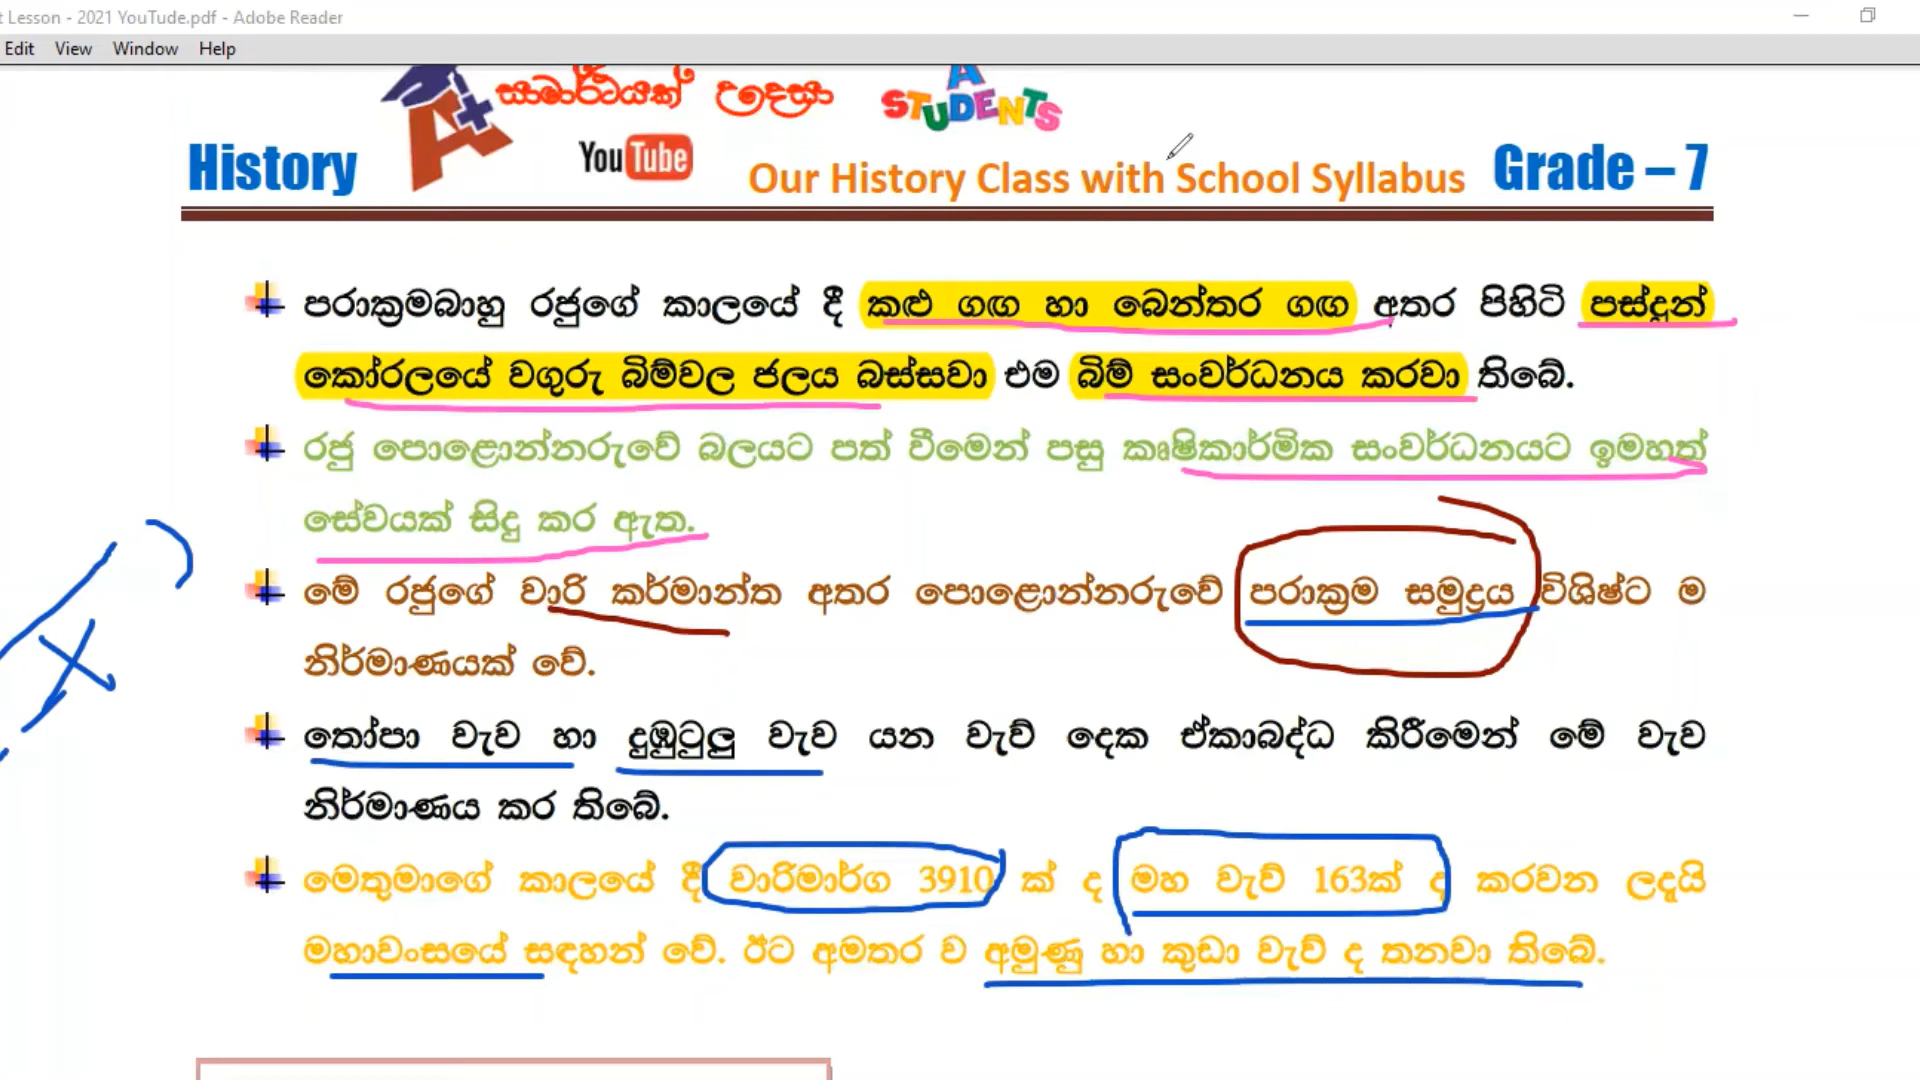 t Lesson - 2021 YouTude.pdf - Adobe Reader
Edit View Window Help
සාමාර්ථයක් උදෙසා
A
STUDENTS
A+
YouTube
History
Our History Class with School Syllabus
Grade – 7
පරාක්‍රමබාහු රජුගේ කාලයේ දී කළු ගඟ හා බෙන්තර ගඟ අතර පිහිටි පස්දූන්
කෝරලයේ වගුරු බිම්වල ජලය බස්සවා එම බිම් සංවර්ධනය කරවා තිබේ.
රජු පොළොන්නරුවේ බලයට පත් වීමෙන් පසු කෘෂිකාර්මික සංවර්ධනයට ඉමහත්
සේවයක් සිදු කර ඇත.
මේ රජුගේ වාරි කර්මාන්ත අතර පොළොන්නරුවේ පරාක්‍රම සමුද්‍රය විශිෂ්ට ම
නිර්මාණයක් වේ.
තෝපා වැව හා දුඹුටුලු වැව යන වැව් දෙක ඒකාබද්ධ කිරීමෙන් මේ වැව
නිර්මාණය කර තිබේ.
මෙතුමාගේ කාලයේ දී වාරිමාර්ග 3910 ක් ද මහ වැව් 163ක් ද කරවන ලදැයි
මහාවංසයේ සඳහන් වේ. ඊට අමතර ව අමුණු හා කුඩා වැව් ද තනවා තිබේ.